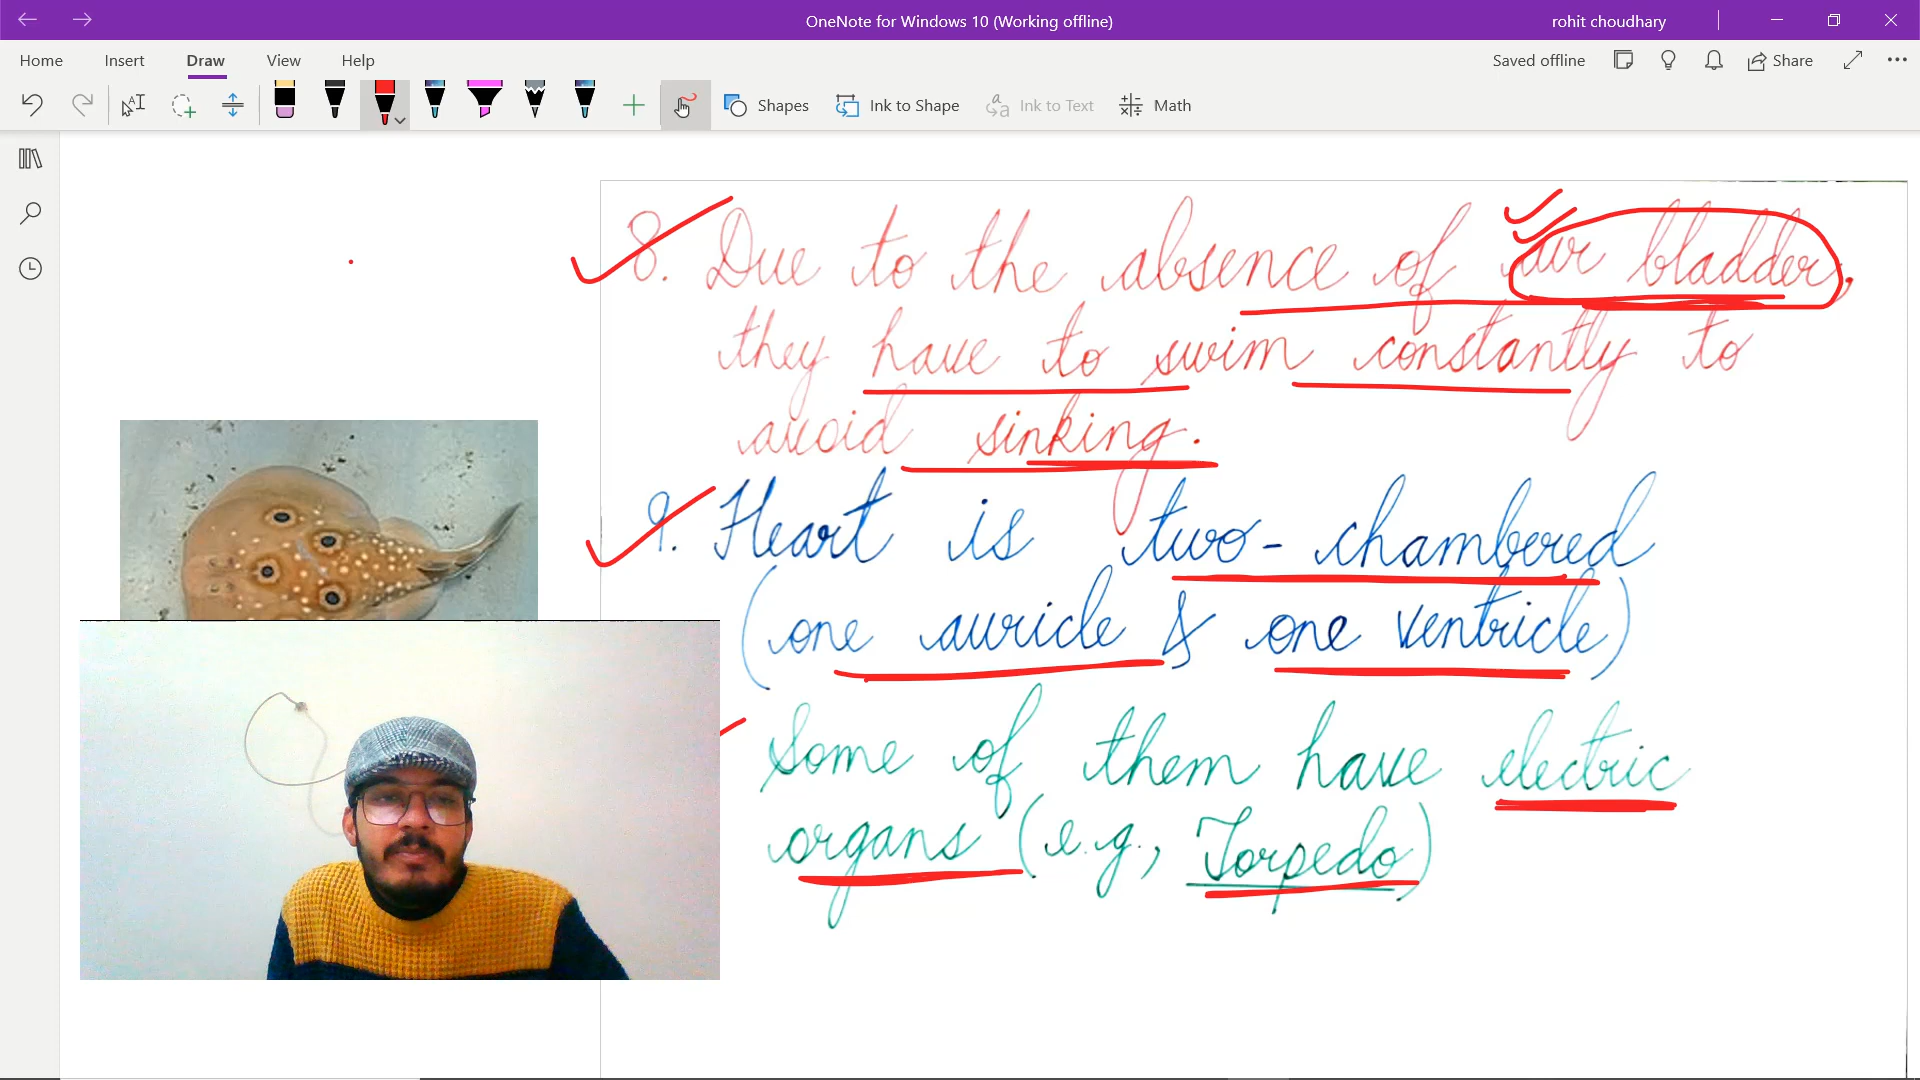 OneNote for Windows 10 (Working offline)
rohit choudhary
Home Insert Draw View Help
Saved offline Share
Shapes Ink to Shape Ink to Text Math
8. Due to the absence of air bladder,
they have to swim constantly to
avoid sinking.
9. Heart is two-chambered
(one auricle & one ventricle)
Some of them have electric
organs (e.g., Torpedo)